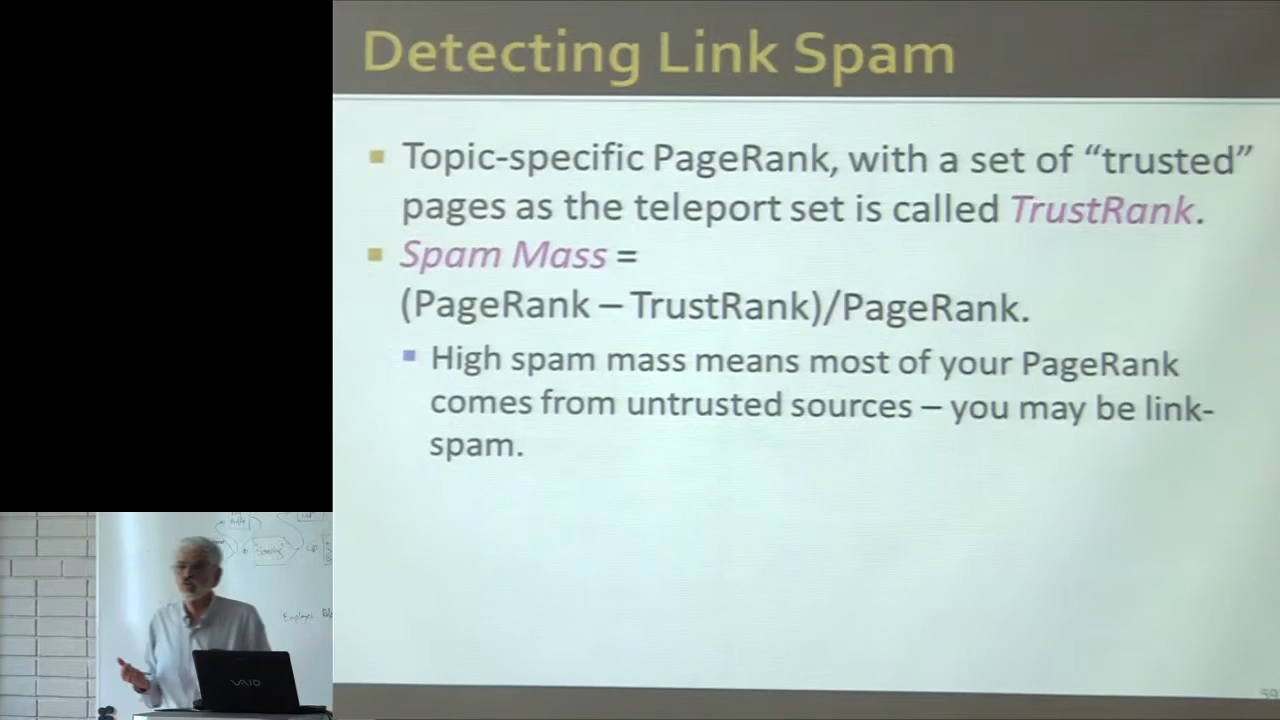 Detecting Link Spam
Topic-specific PageRank, with a set of “trusted”
pages as the teleport set is called TrustRank.
Spam Mass =
(PageRank – TrustRank)/PageRank.
High spam mass means most of your PageRank
comes from untrusted sources – you may be link-
spam.
59
VAIO